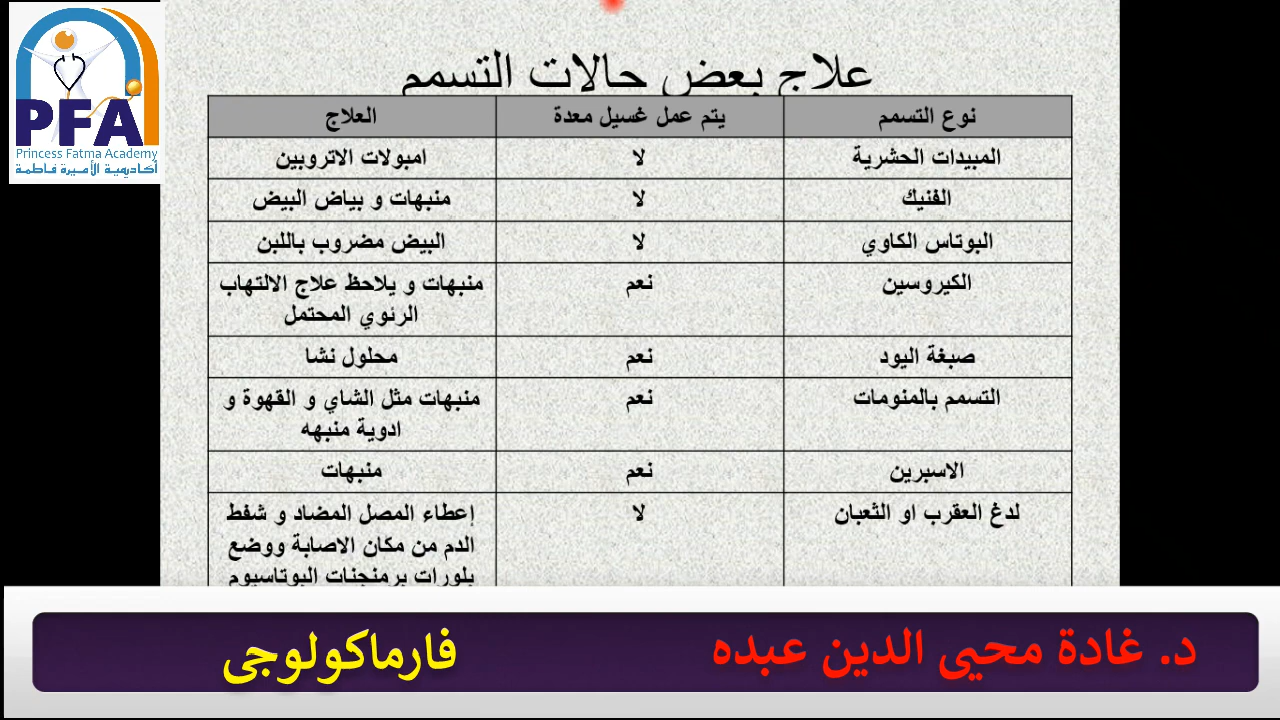 PFA
Princess Fatma Academy
أكاديمية الأميرة فاطمة
علاج بعض حالات التسمم
نوع التسمم يتم عمل غسيل معدة العلاج
المبيدات الحشرية لا امبولات الاتروبين
الفنيك لا منبهات و بياض البيض
البوتاس الكاوي لا البيض مضروب باللبن
الكيروسين نعم منبهات و يلاحظ علاج الالتهاب
الرئوي المحتمل
صبغة اليود نعم محلول نشا
التسمم بالمنومات نعم منبهات مثل الشاي و القهوة و
ادوية منبهه
الاسبرين نعم منبهات
لدغ العقرب او الثعبان لا إعطاء المصل المضاد و شفط
الدم من مكان الاصابة ووضع
بلورات برمنجنات البوتاسيوم
د. غادة محيي الدين عبده
فارماكولوجى